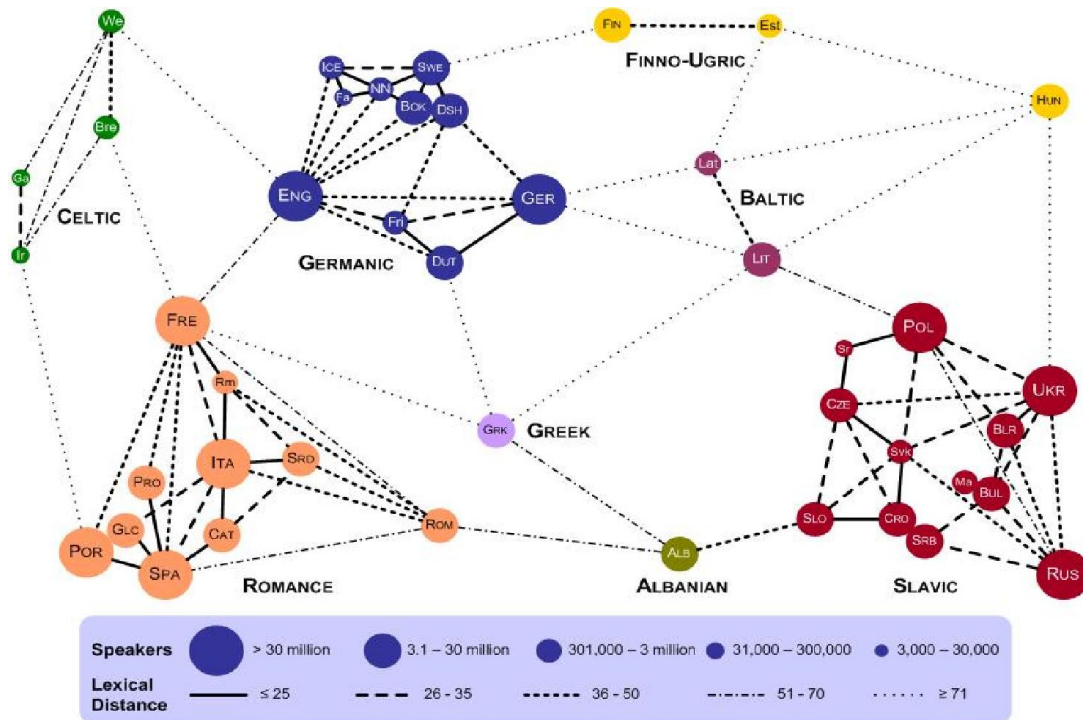 We
FIN
Est
FINNO-UGRIC
ICE
SWE
NN
Fa
BOK
DSH
HUN
Bre
Lat
Ga
CELTIC
ENG
GER
BALTIC
Fri
Ir
GERMANIC
DUT
LIT
FRE
POL
Sr
Rm
UKR
CZE
GRK
GREEK
BLR
ITA
SRD
Svk
PRO
Ma
BUL
GLC
CAT
ROM
SLO
CRO
SRB
POR
SPA
ALB
RUS
ROMANCE
ALBANIAN
SLAVIC
Speakers > 30 million 3.1 – 30 million 301,000 – 3 million 31,000 – 300,000 3,000 – 30,000
Lexical Distance ≤ 25 26 - 35 36 - 50 51 - 70 ≥ 71